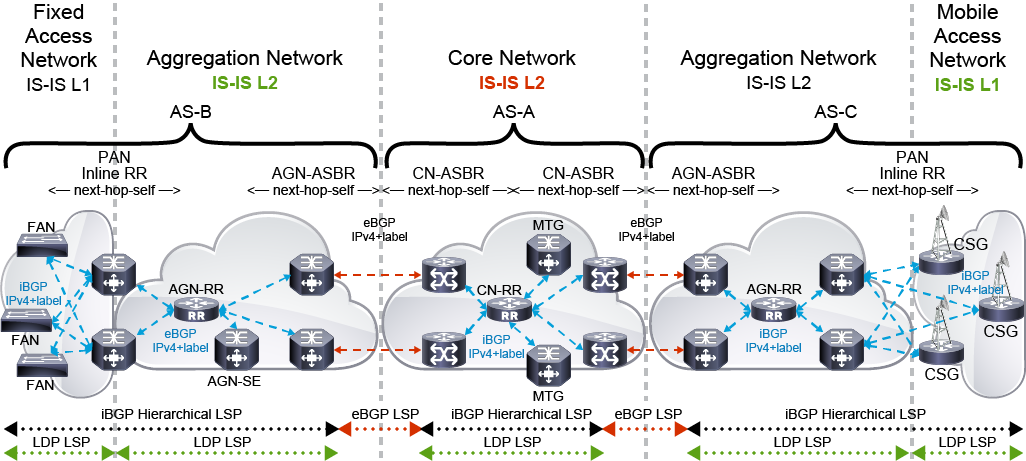 Fixed
Access
Network
IS-IS L1
Aggregation Network
IS-IS L2
Core Network
IS-IS L2
Aggregation Network
IS-IS L2
Mobile
Access
Network
IS-IS L1
AS-B
AS-A
AS-C
PAN
Inline RR
next-hop-self
AGN-ASBR
next-hop-self
CN-ASBR
next-hop-self
CN-ASBR
next-hop-self
AGN-ASBR
next-hop-self
PAN
Inline RR
next-hop-self
FAN
FAN
FAN
iBGP
IPv4+label
AGN-RR
RR
eBGP
IPv4+label
AGN-SE
eBGP
IPv4+label
MTG
CN-RR
RR
iBGP
IPv4+label
MTG
eBGP
IPv4+label
AGN-RR
RR
iBGP
IPv4+label
CSG
iBGP
IPv4+label
CSG
CSG
iBGP Hierarchical LSP
eBGP LSP
iBGP Hierarchical LSP
eBGP LSP
iBGP Hierarchical LSP
LDP LSP
LDP LSP
LDP LSP
LDP LSP
LDP LSP